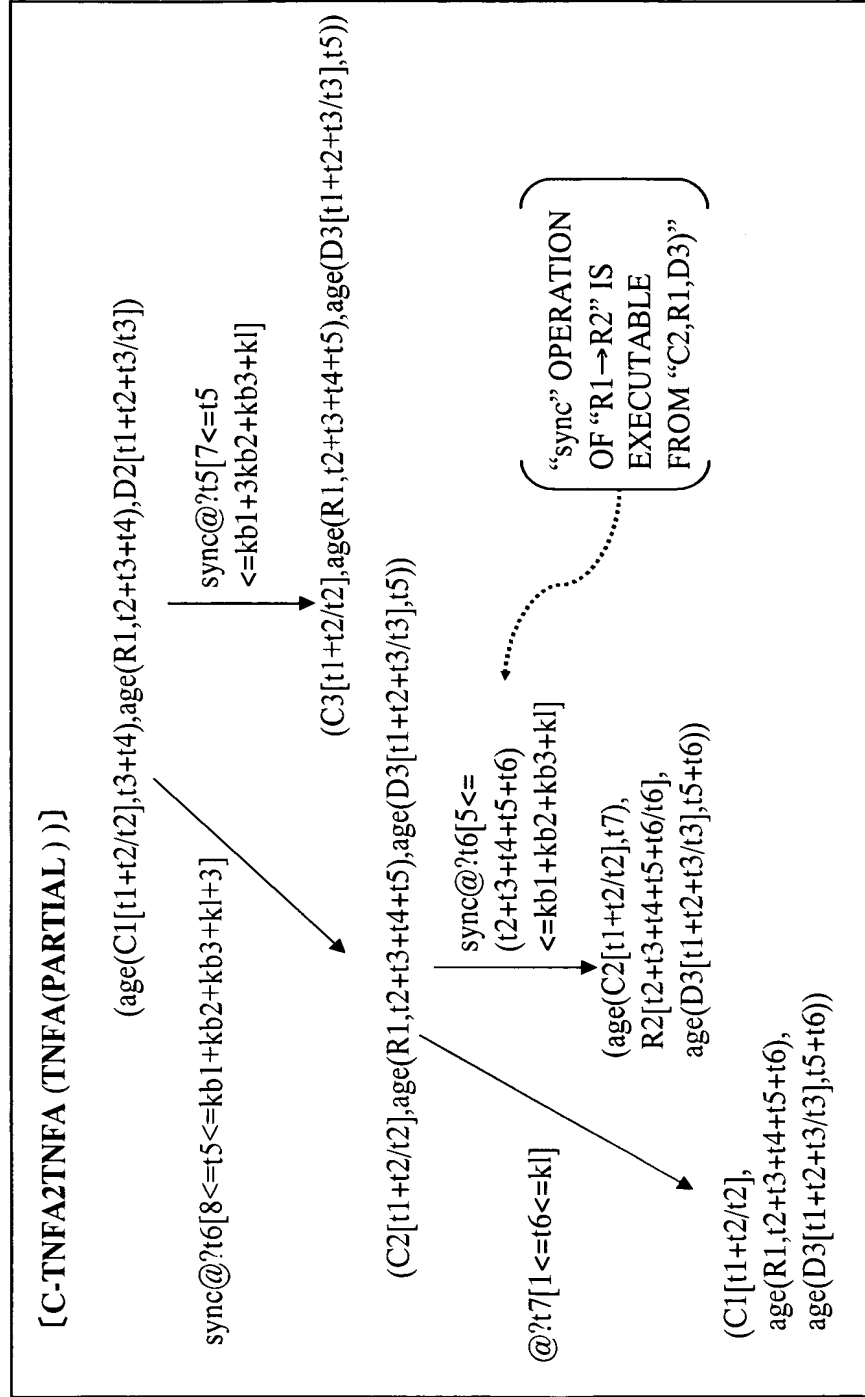 [C-TNFA2TNFA (TNFA(PARTIAL ) )]
(age(C1[t1+t2/t2],t3+t4),age(R1,t2+t3+t4),D2[t1+t2+t3/t3])
sync@?t6[8<=t5<=kb1+kb2+kb3+kl+3]
sync@?t5[7<=t5
<=kb1+3kb2+kb3+kl]
(C3[t1+t2/t2],age(R1,t2+t3+t4+t5),age(D3[t1+t2+t3/t3],t5))
(C2[t1+t2/t2],age(R1,t2+t3+t4+t5),age(D3[t1+t2+t3/t3],t5))
@?t7[1<=t6<=kl]
sync@?t6[5<=
(t2+t3+t4+t5+t6)
<=kb1+kb2+kb3+kl]
"sync" OPERATION
OF "R1→R2" IS
EXECUTABLE
FROM "C2,R1,D3)"
(age(C2[t1+t2/t2],t7),
R2[t2+t3+t4+t5+t6/t6],
age(D3[t1+t2+t3/t3],t5+t6))
(C1[t1+t2/t2],
age(R1,t2+t3+t4+t5+t6),
age(D3[t1+t2+t3/t3],t5+t6))